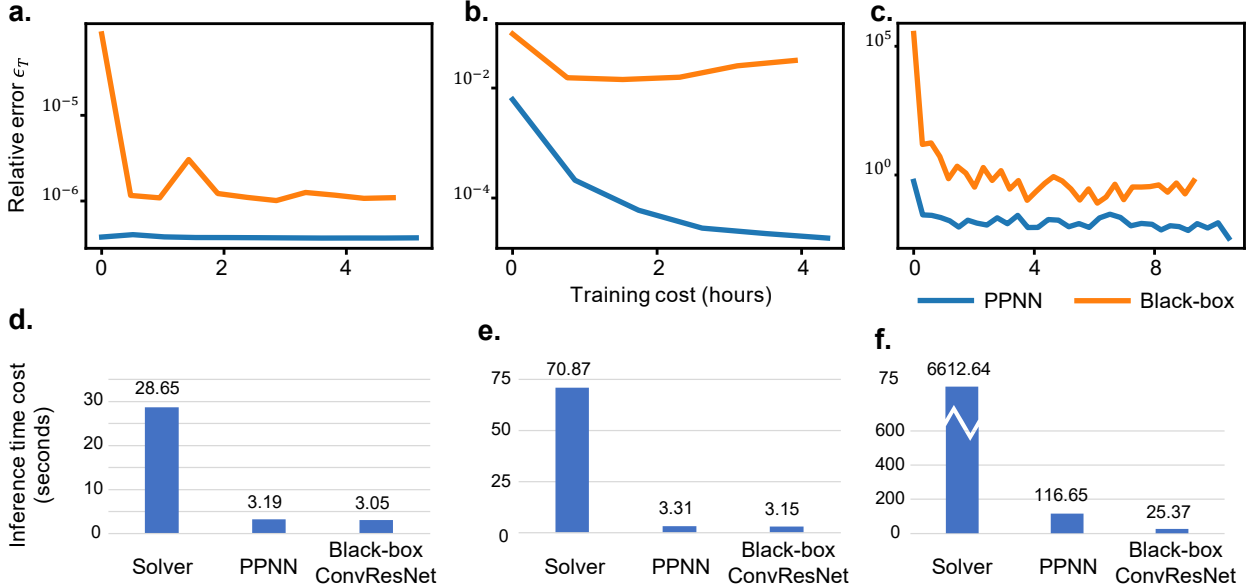 a.
b.
c.
Relative error ϵ_T
10^−5
10^−6
10^−2
10^−4
10^5
10^0
0 2 4
0 2 4
0 4 8
Training cost (hours)
PPNN Black-box
d.
e.
f.
Inference time cost
(seconds)
30
20
10
0
28.65
3.19
3.05
Solver PPNN Black-box
ConvResNet
75
50
25
0
70.87
3.31
3.15
Solver PPNN Black-box
ConvResNet
75
600
400
200
0
6612.64
116.65
25.37
Solver PPNN Black-box
ConvResNet